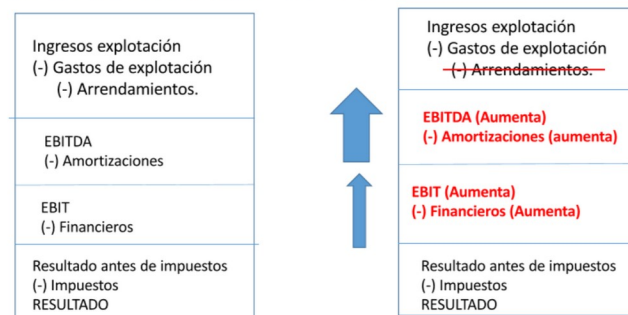 Ingresos explotación
(-) Gastos de explotación
(-) Arrendamientos.
EBITDA
(-) Amortizaciones
EBIT
(-) Financieros
Resultado antes de impuestos
(-) Impuestos
RESULTADO
Ingresos explotación
(-) Gastos de explotación
(-) Arrendamientos.
EBITDA (Aumenta)
(-) Amortizaciones (aumenta)
EBIT (Aumenta)
(-) Financieros (Aumenta)
Resultado antes de impuestos
(-) Impuestos
RESULTADO